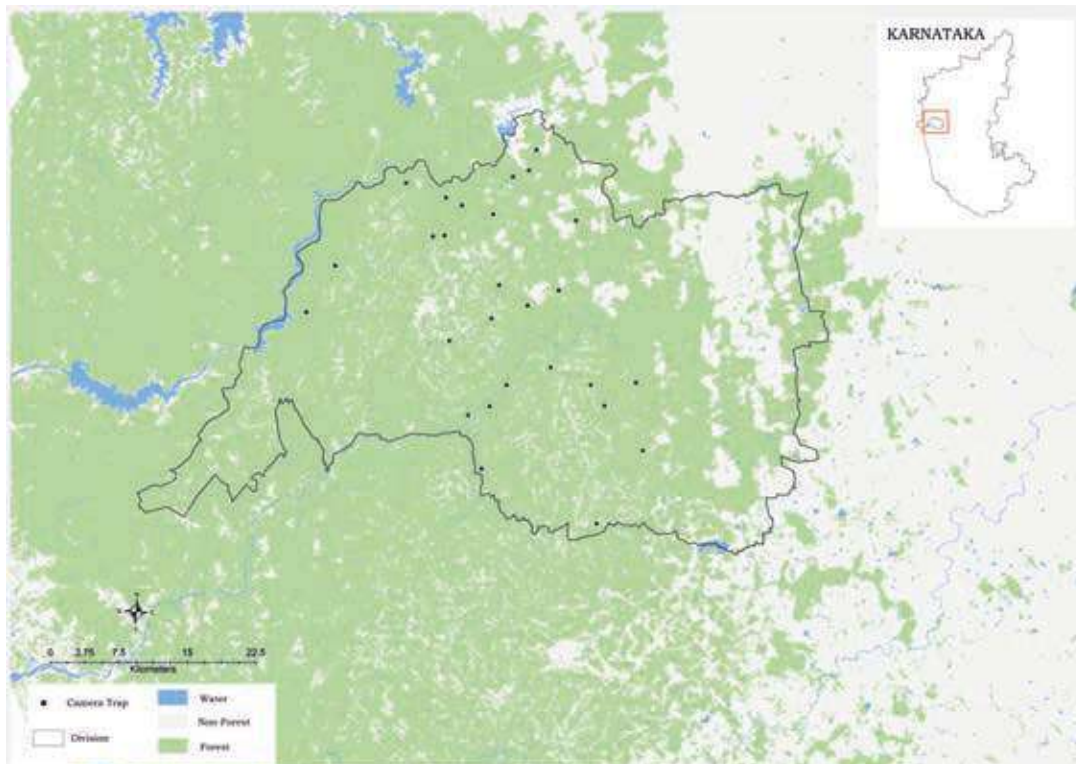 KARNATAKA
0 3.75 7.5 15 22.5
Kilometers
Camera Trap
Division
Water
Non-Forest
Forest